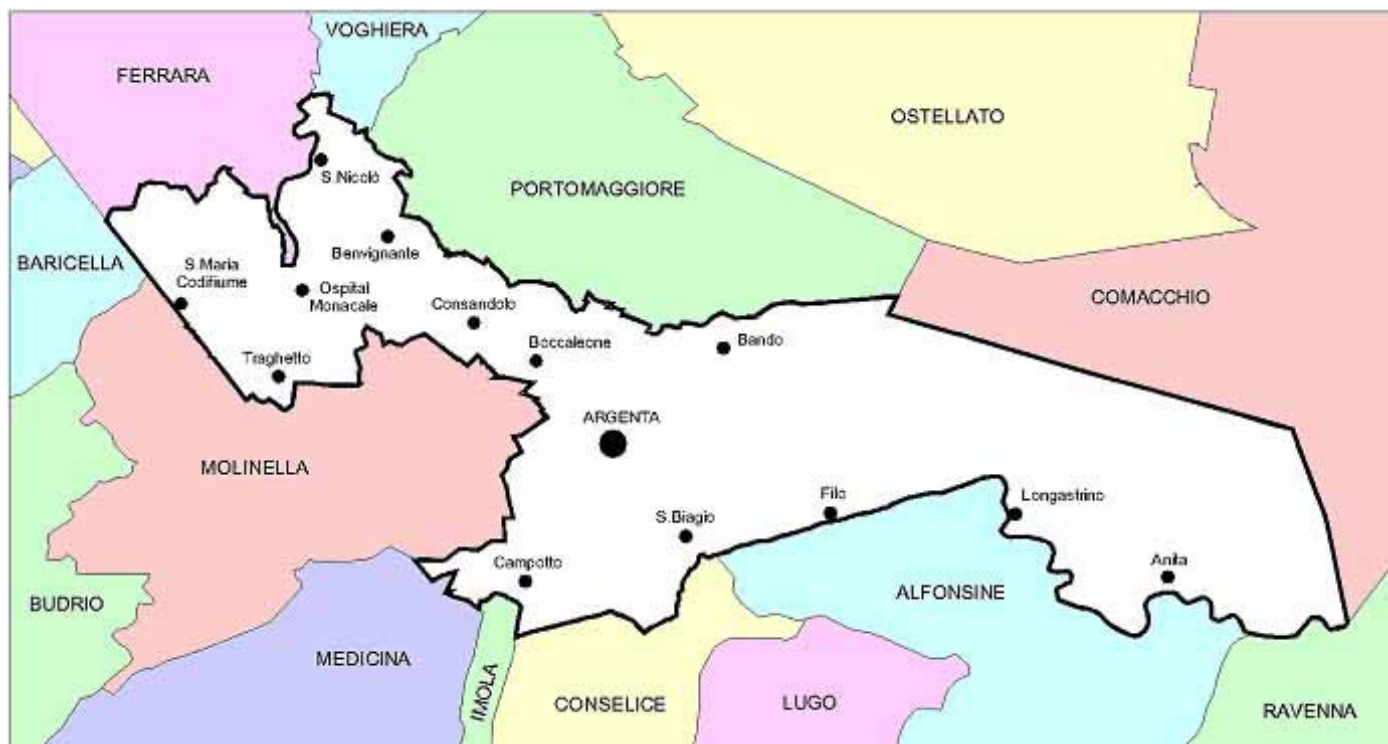 VOGHIERA
FERRARA
OSTELLATO
S.Nicolò
PORTOMAGGIORE
Benvignante
BARICELLA
S.Maria
Codifiume
Ospital
Monacale
Consandolo
COMACCHIO
Boccaleone
Bando
Traghetto
ARGENTA
MOLINELLA
Filo
Longastrino
S.Biagio
Campotto
Anita
BUDRIO
ALFONSINE
MEDICINA
IMOLA
CONSELICE
LUGO
RAVENNA